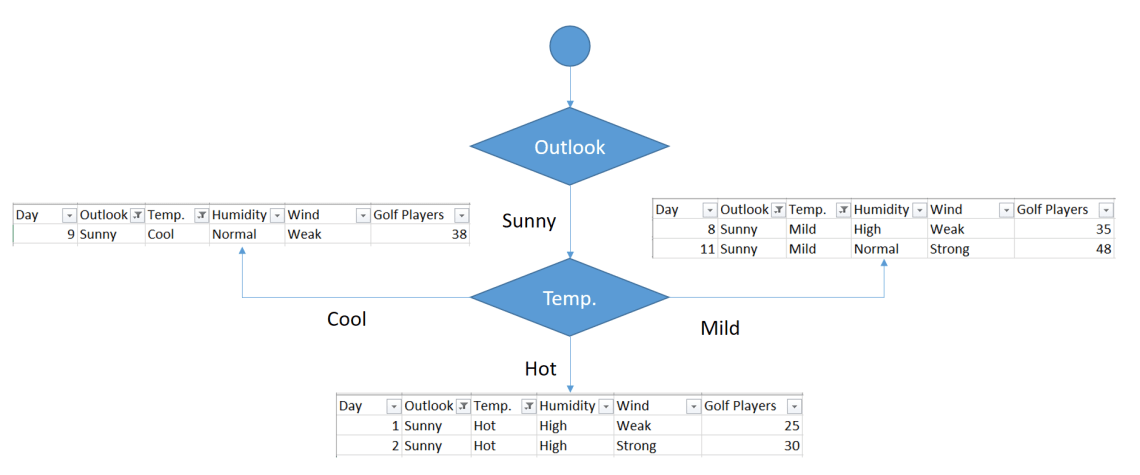 Outlook
Sunny
Day Outlook Temp. Humidity Wind Golf Players
9 Sunny Cool Normal Weak 38
Day Outlook Temp. Humidity Wind Golf Players
8 Sunny Mild High Weak 35
11 Sunny Mild Normal Strong 48
Temp.
Cool
Mild
Hot
Day Outlook Temp. Humidity Wind Golf Players
1 Sunny Hot High Weak 25
2 Sunny Hot High Strong 30